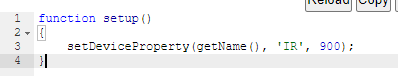 Reload Copy
1 function setup()
2 {
3 setDeviceProperty(getName(), 'IR', 900);
4 }